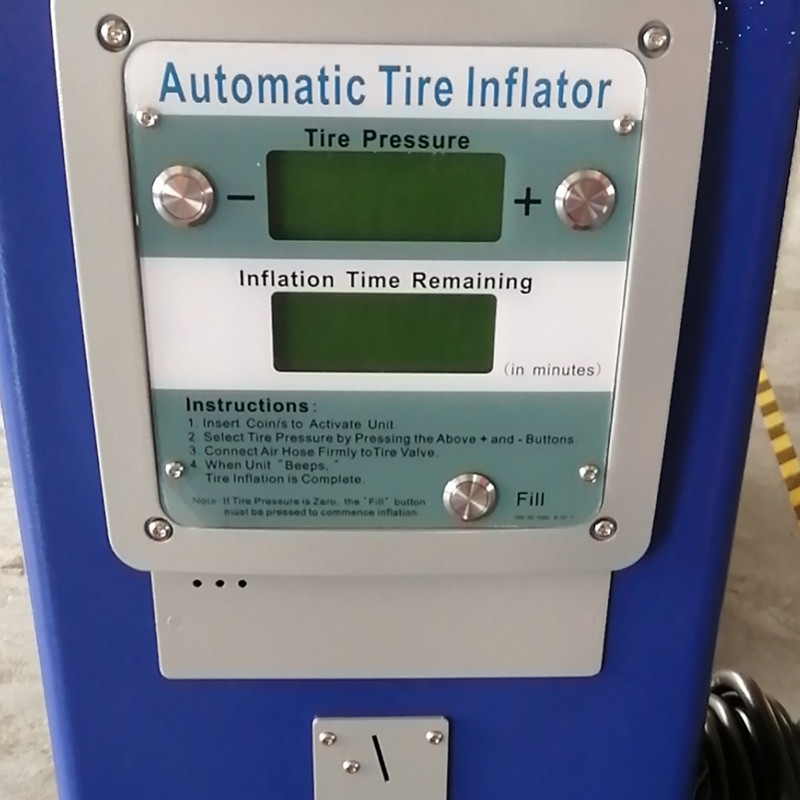 Automatic Tire Inflator
Tire Pressure
− +
Inflation Time Remaining
(in minutes)
Instructions:
1. Insert Coin/s to Activate Unit.
2. Select Tire Pressure by Pressing the Above + and - Buttons.
3. Connect Air Hose Firmly toTire Valve.
4. When Unit "Beeps, "
Tire Inflation is Complete.
Note: If Tire Pressure is Zero, the "Fill" button
must be pressed to commence inflation.
Fill